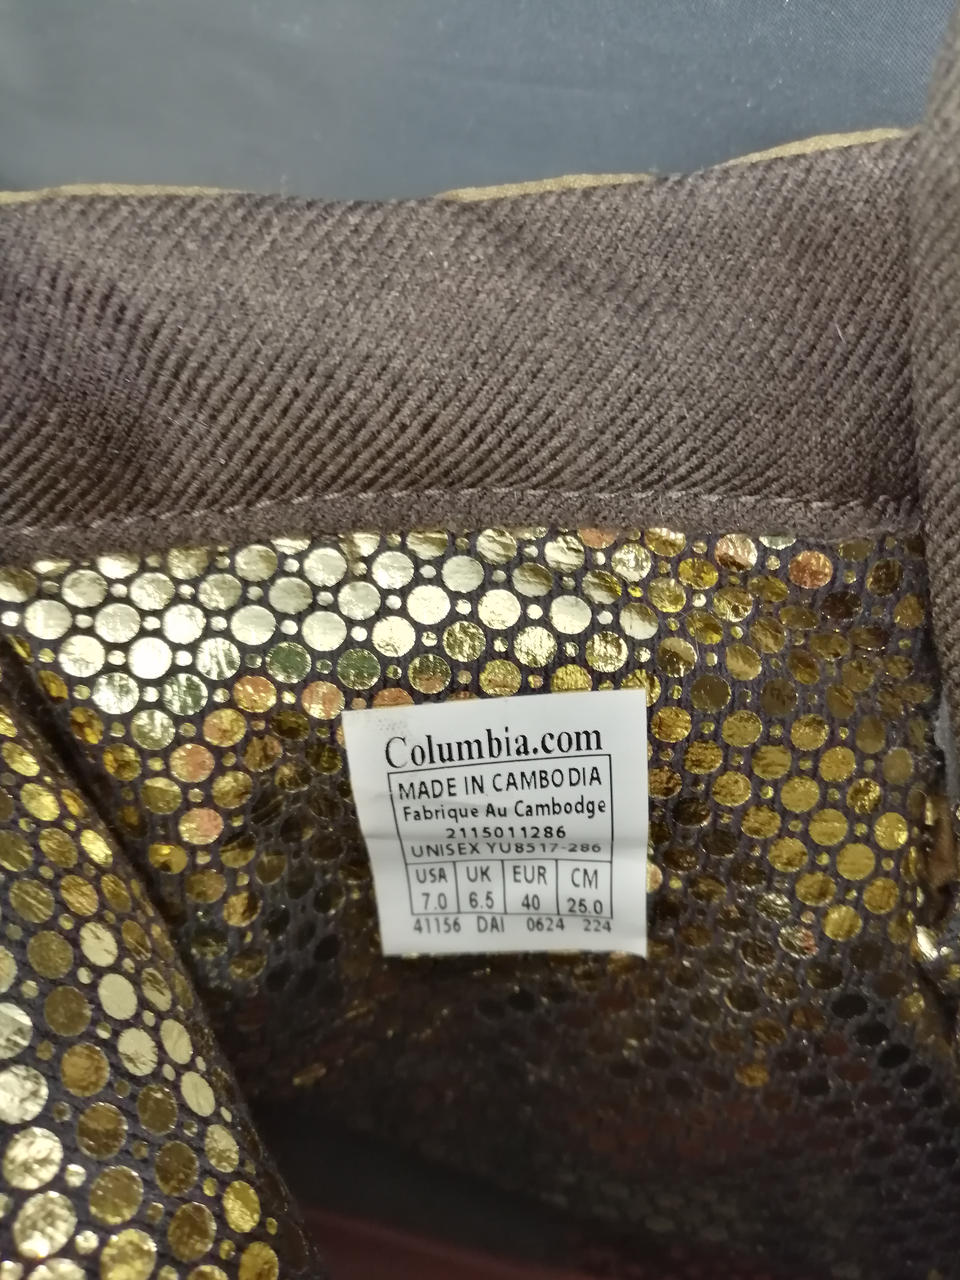 Columbia.com
MADE IN CAMBODIA
Fabrique Au Cambodge
2115011286
UNISEX YU8517-286
USA UK EUR CM
7.0 6.5 40 25.0
41156 DAI 0624 224